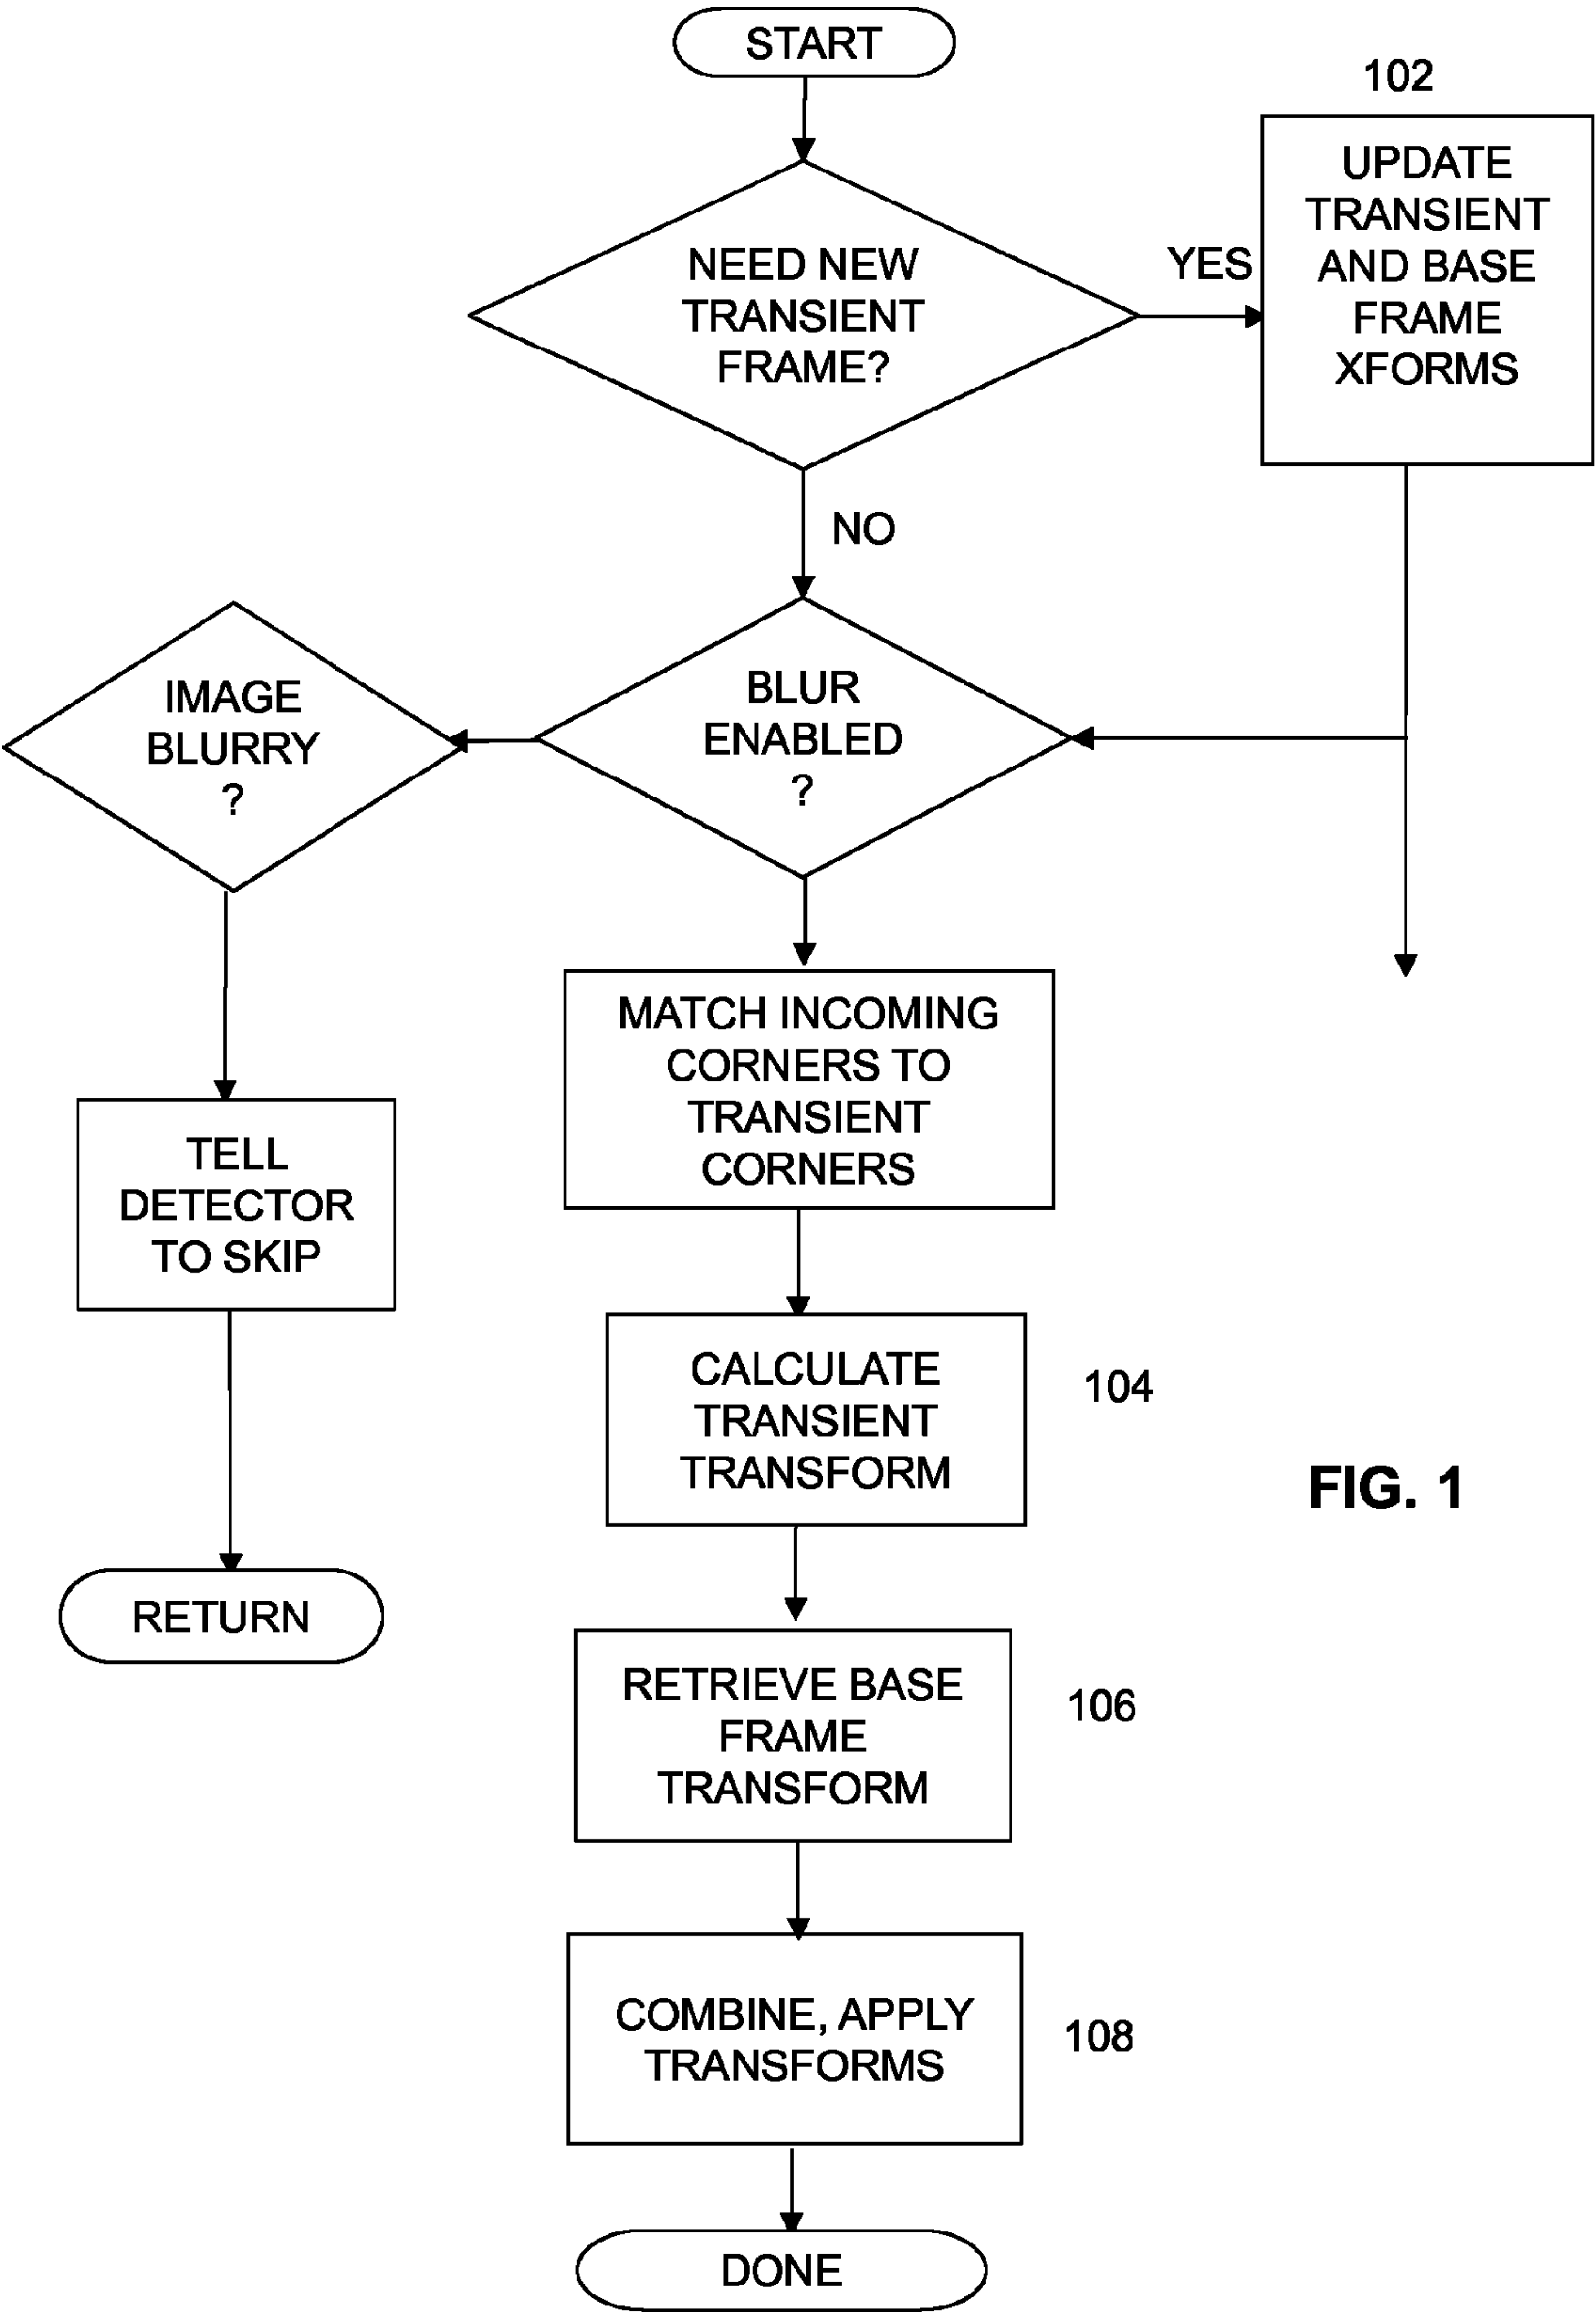 START
102
UPDATE
TRANSIENT
AND BASE
FRAME
XFORMS
NEED NEW
TRANSIENT
FRAME?
YES
NO
IMAGE
BLURRY
?
BLUR
ENABLED
?
MATCH INCOMING
CORNERS TO
TRANSIENT
CORNERS
TELL
DETECTOR
TO SKIP
CALCULATE
TRANSIENT
TRANSFORM
104
FIG. 1
RETURN
RETRIEVE BASE
FRAME
TRANSFORM
106
COMBINE, APPLY
TRANSFORMS
108
DONE